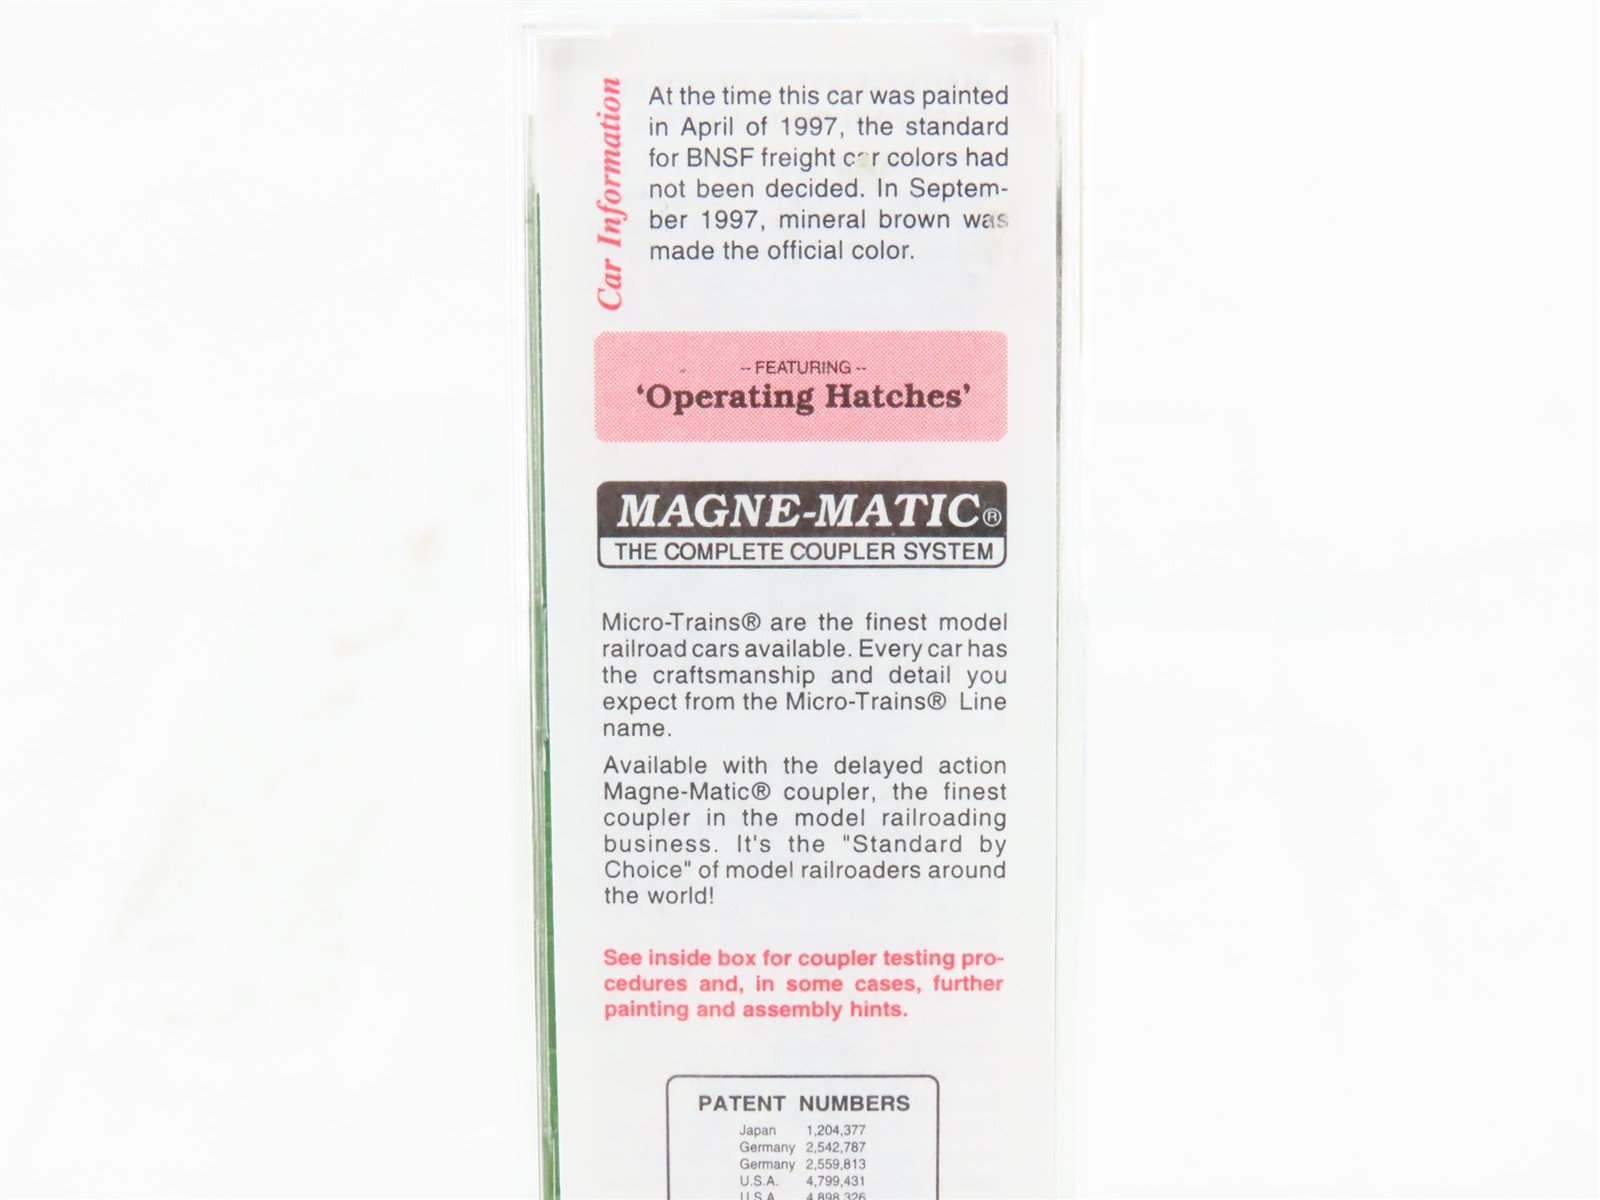 Car Information
At the time this car was painted
in April of 1997, the standard
for BNSF freight car colors had
not been decided. In Septem-
ber 1997, mineral brown was
made the official color.
-- FEATURING --
'Operating Hatches'
MAGNE-MATIC®
THE COMPLETE COUPLER SYSTEM
Micro-Trains® are the finest model
railroad cars available. Every car has
the craftsmanship and detail you
expect from the Micro-Trains® Line
name.
Available with the delayed action
Magne-Matic® coupler, the finest
coupler in the model railroading
business. It's the "Standard by
Choice" of model railroaders around
the world!
See inside box for coupler testing pro-
cedures and, in some cases, further
painting and assembly hints.
PATENT NUMBERS
Japan 1,204,377
Germany 2,542,787
Germany 2,559,813
U.S.A. 4,799,431
U.S.A. 4,898,326